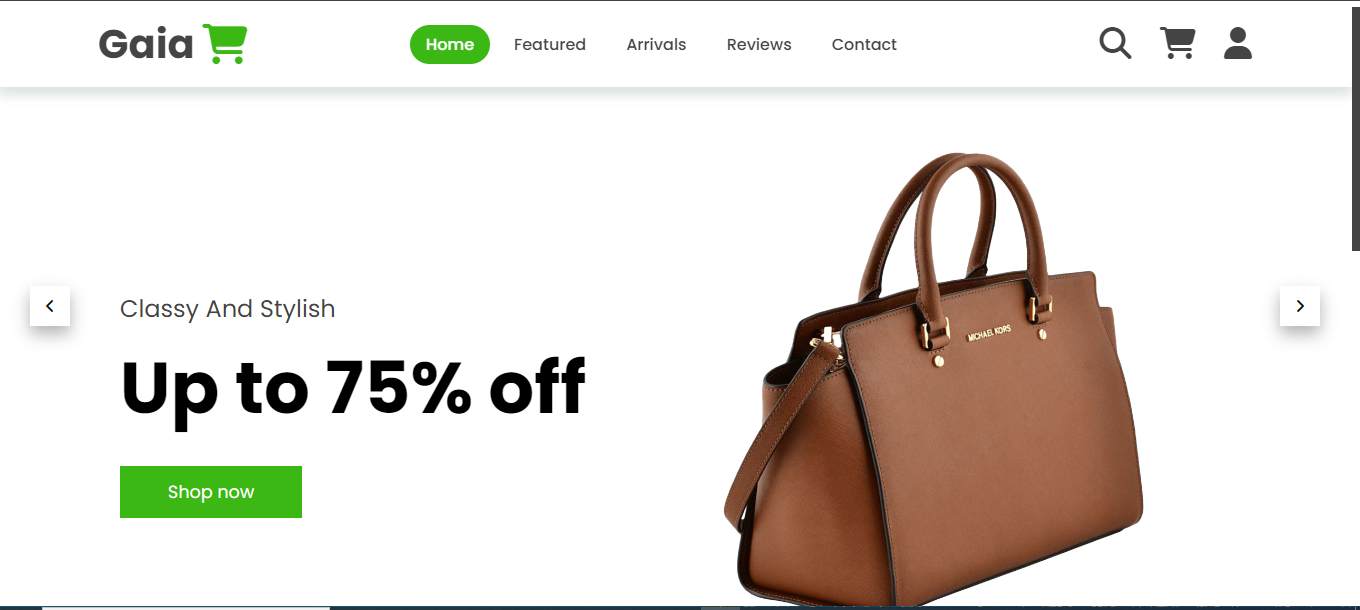 Gaia
Home Featured Arrivals Reviews Contact
Classy And Stylish
Up to 75% off
Shop now
MICHAEL KORS